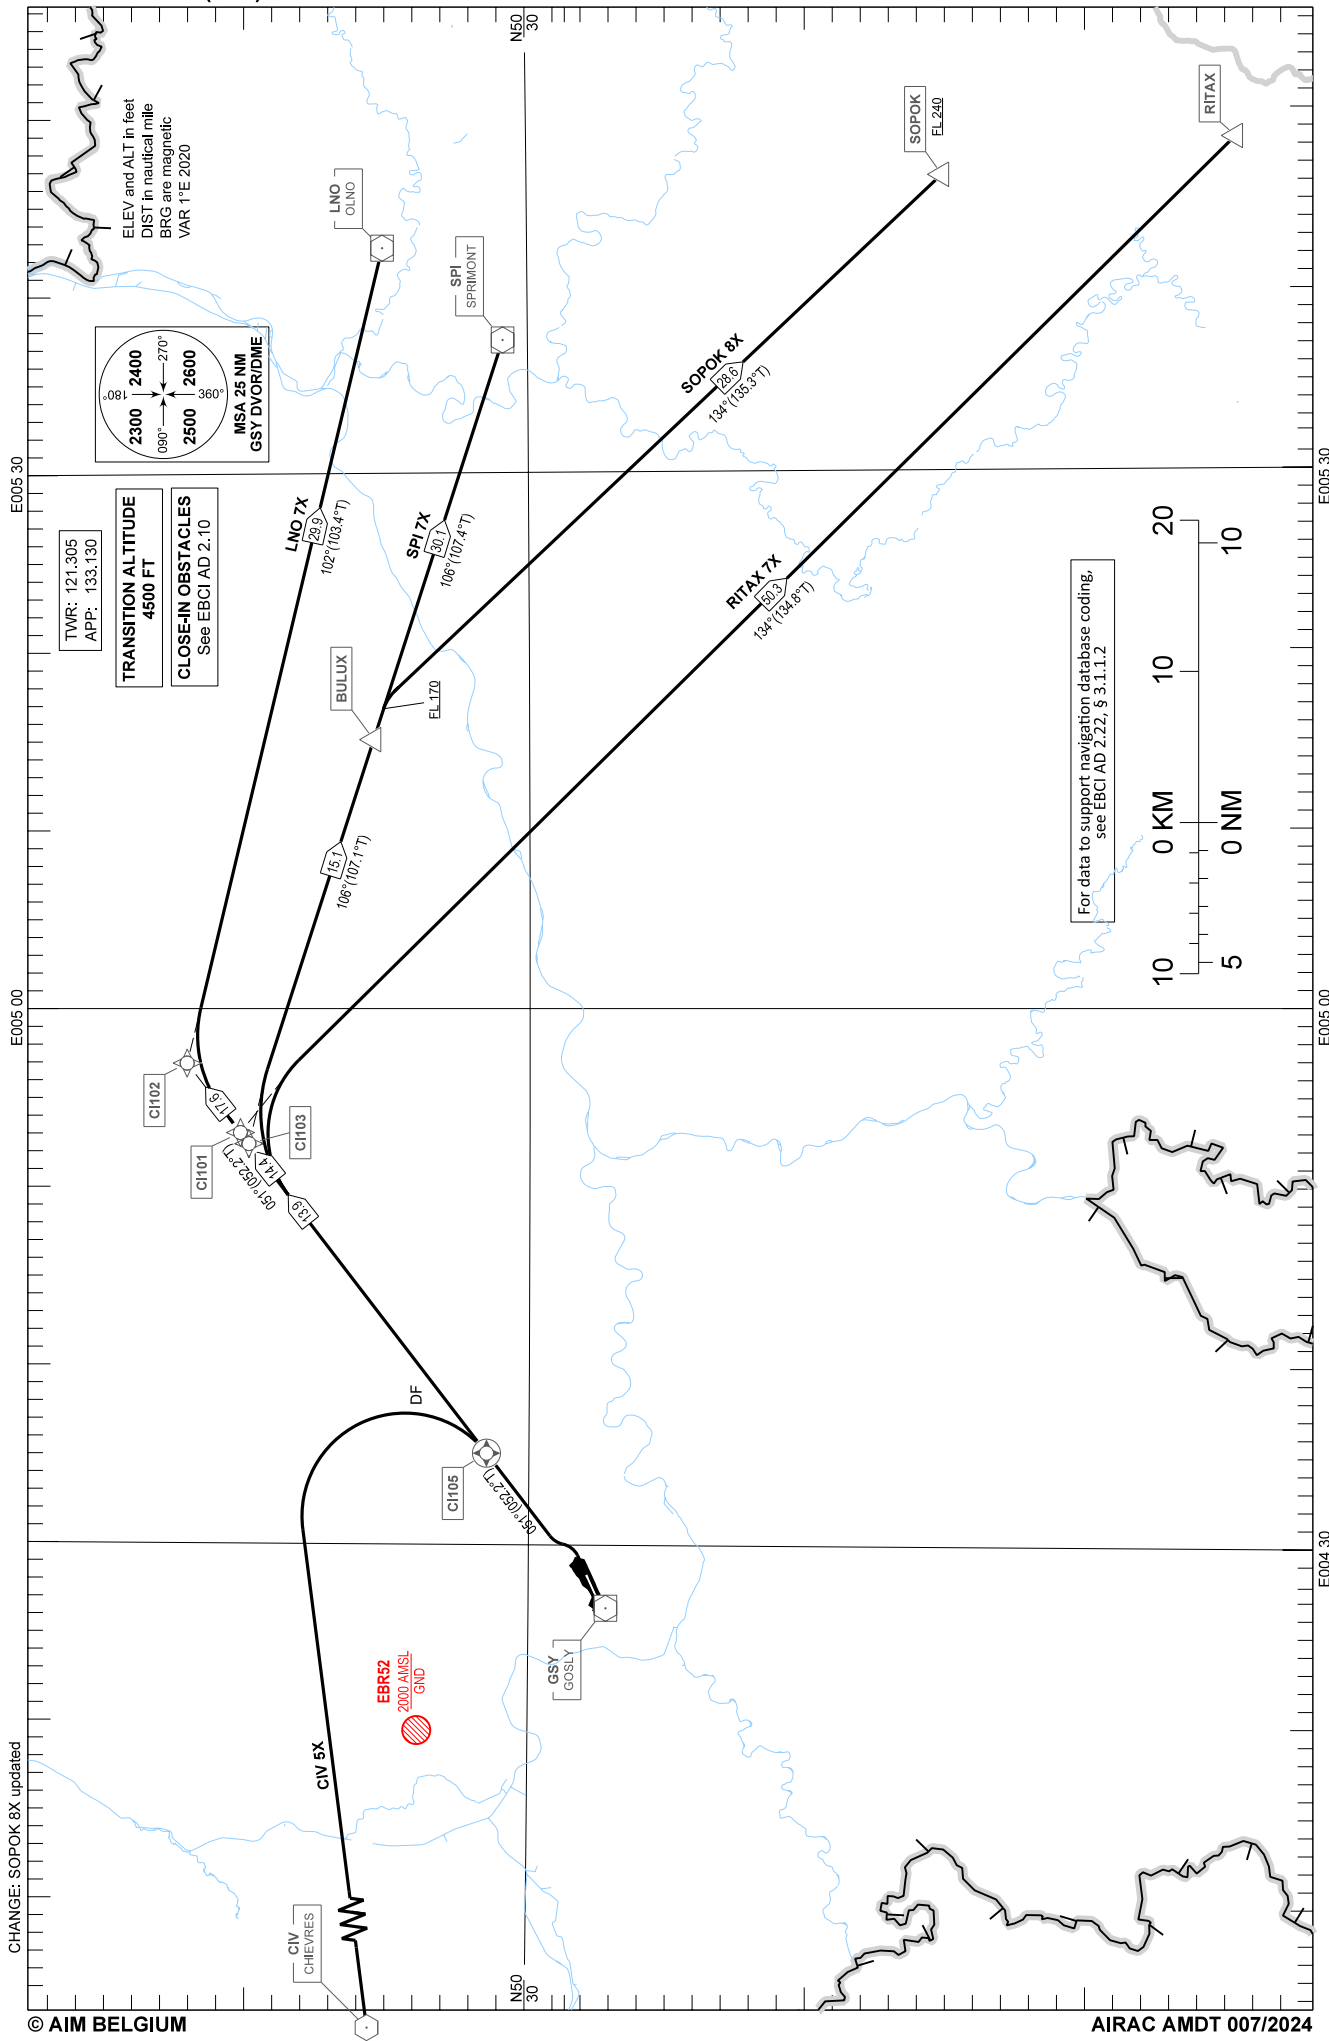 CHANGE: SOPOK 8X updated
© AIM BELGIUM
AIRAC AMDT 007/2024
ELEV and ALT in feet
DIST in nautical mile
BRG are magnetic
VAR 1°E 2020
180°
2300
2400
090°
270°
2500
2600
360°
MSA 25 NM
GSY DVOR/DME
TWR: 121.305
APP: 133.130
TRANSITION ALTITUDE
4500 FT
CLOSE-IN OBSTACLES
See EBCI AD 2.10
N50
30
N50
30
E005 30
E005 30
E005 00
E005 00
E004 30
LNO
OLNO
SPI
SPRIMONT
SOPOK
FL 240
RITAX
BULUX
FL 170
LNO 7X
29.9
102°(103.4°T)
SPI 7X
30.1
106°(107.4°T)
SOPOK 8X
28.6
134°(135.3°T)
RITAX 7X
50.3
134°(134.8°T)
15.1
106°(107.1°T)
CI102
17.6
CI101
CI103
051°(052.2°T)
14.4
13.9
DF
CI105
051°(052.2°T)
GSY
GOSLY
EBR52
2000 AMSL
GND
CIV 5X
CIV
CHIEVRES
For data to support navigation database coding,
see EBCI AD 2.22, § 3.1.1.2
10
0 KM
10
20
5
0 NM
10